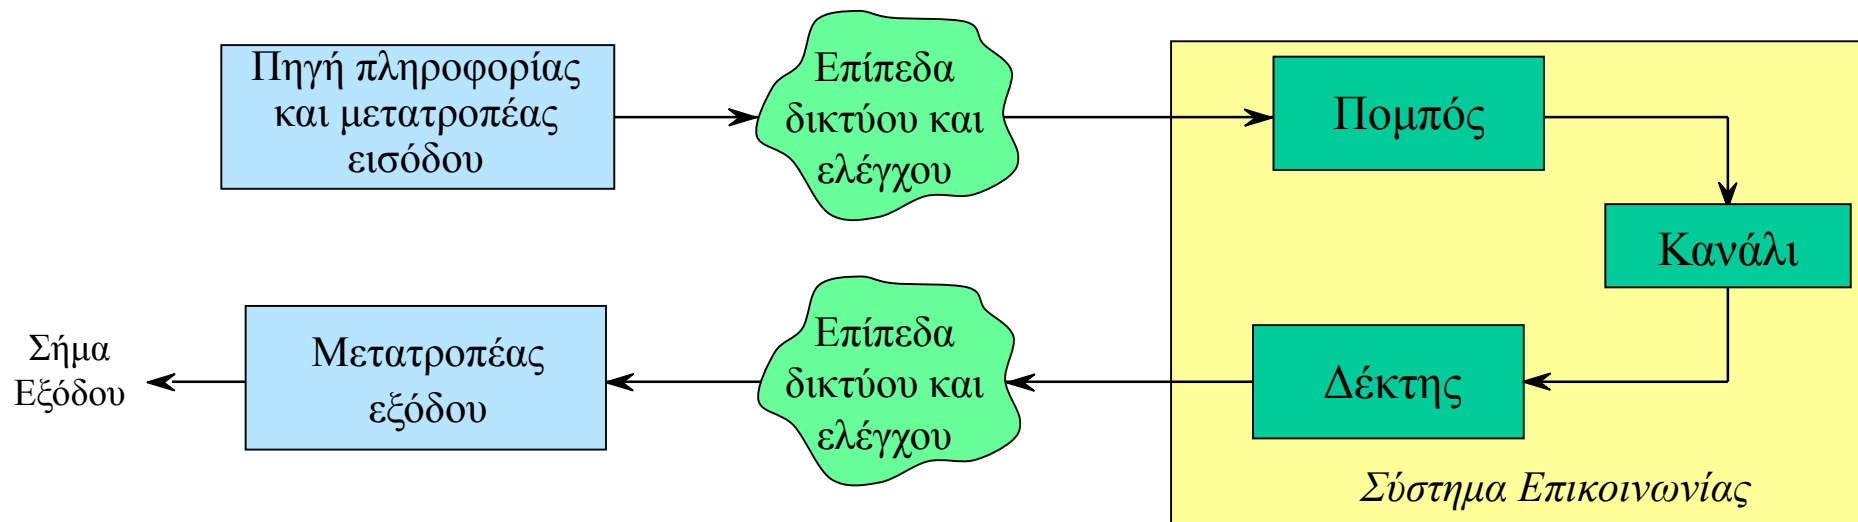 Πηγή πληροφορίας
και μετατροπέας
εισόδου
Επίπεδα
δικτύου και
ελέγχου
Πομπός
Κανάλι
Δέκτης
Επίπεδα
δικτύου και
ελέγχου
Μετατροπέας
εξόδου
Σήμα
Εξόδου
Σύστημα Επικοινωνίας